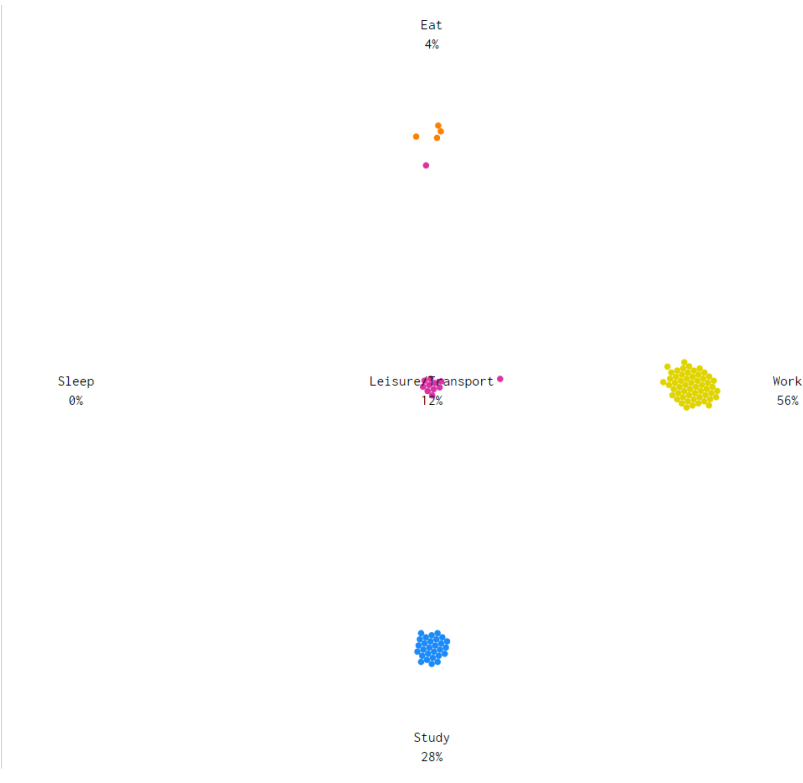 Eat
4%
Sleep
0%
Leisure/Transport
12%
Work
56%
Study
28%